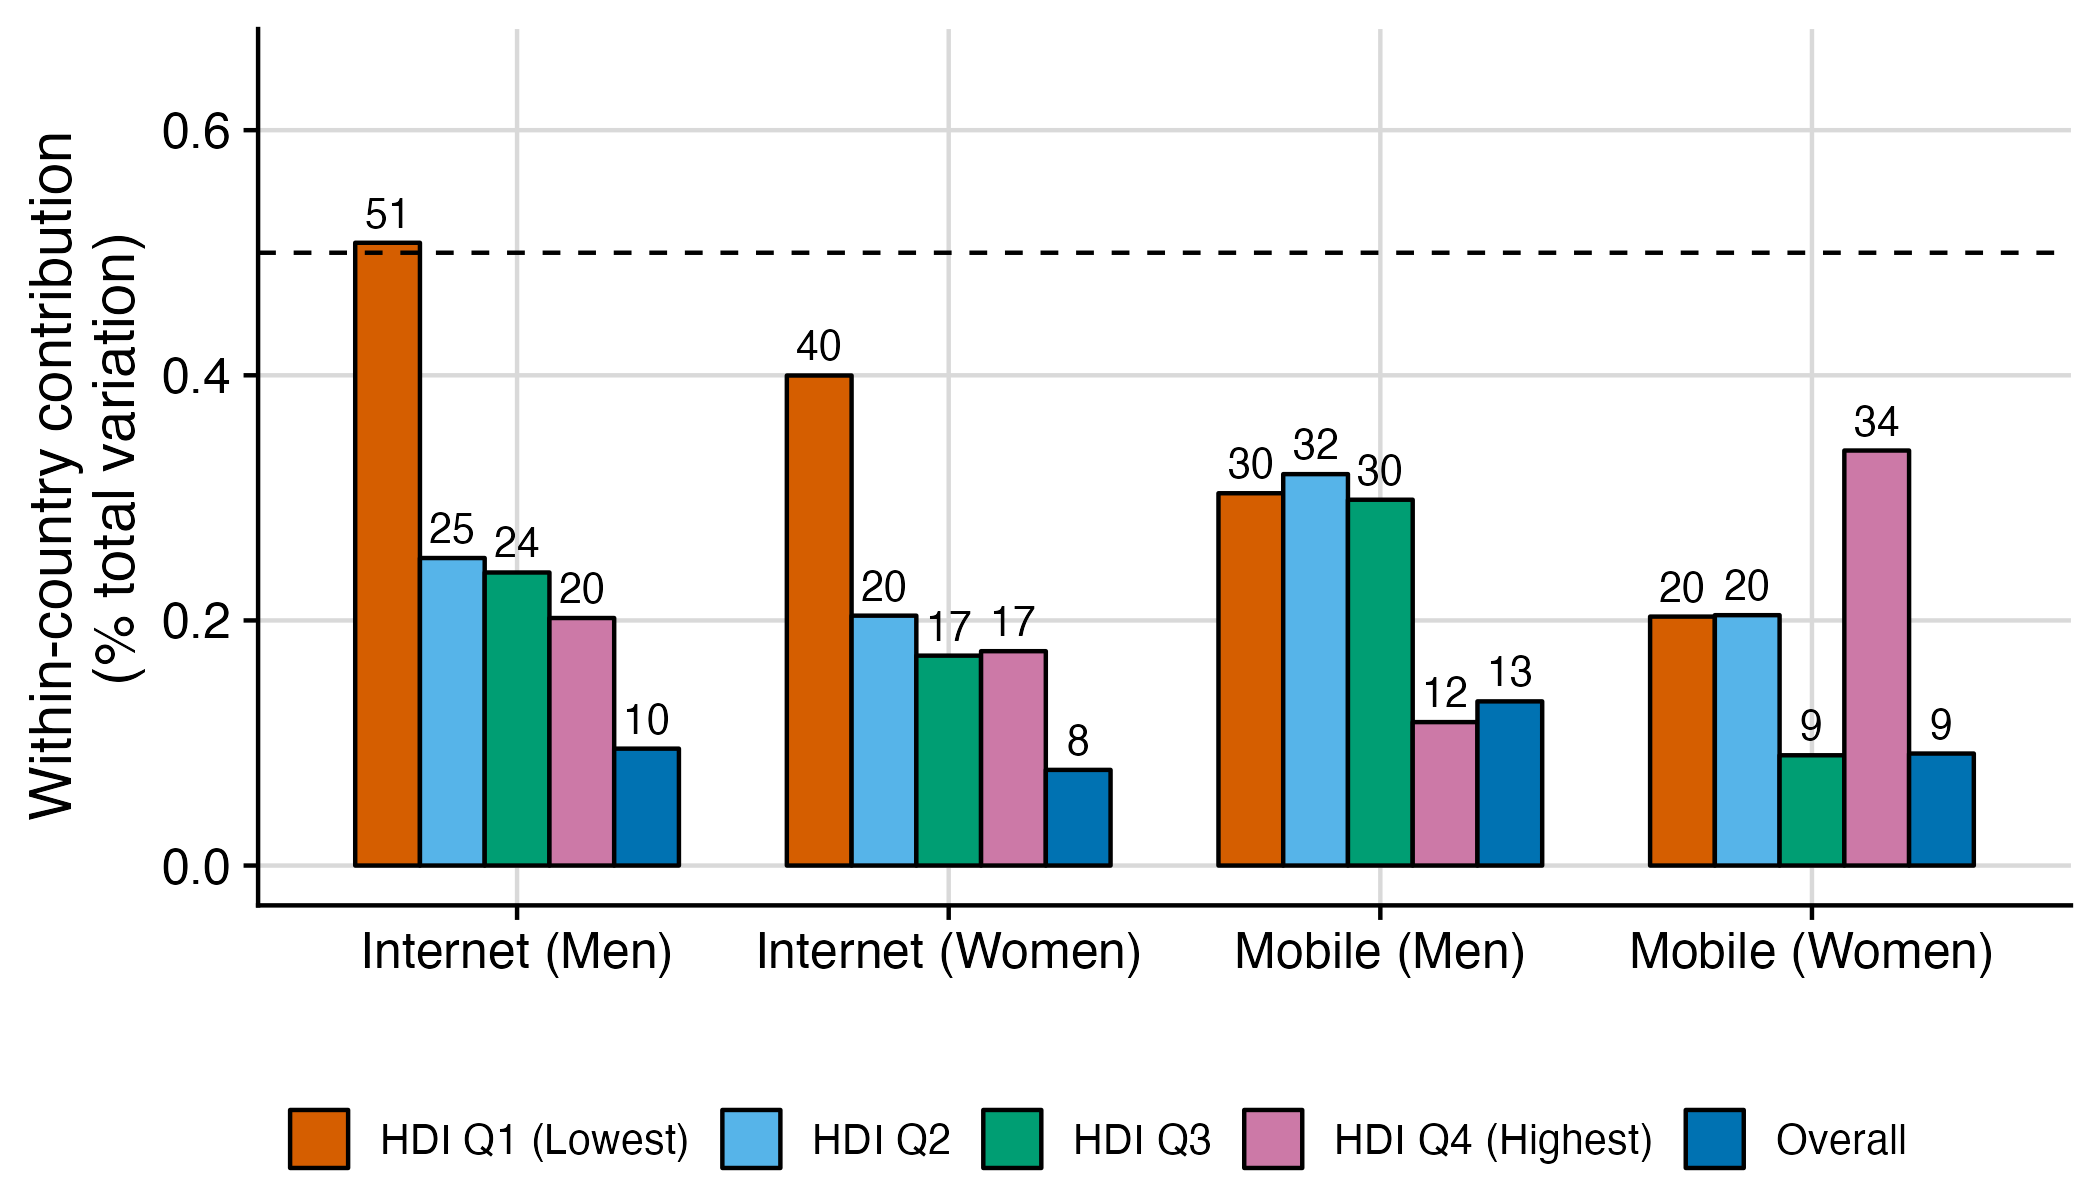 Within-country contribution
(% total variation)
0.6
0.4
0.2
0.0
51
25
24
20
10
40
20
17
17
8
30
32
30
12
13
20
20
9
34
9
Internet (Men)
Internet (Women)
Mobile (Men)
Mobile (Women)
HDI Q1 (Lowest)
HDI Q2
HDI Q3
HDI Q4 (Highest)
Overall